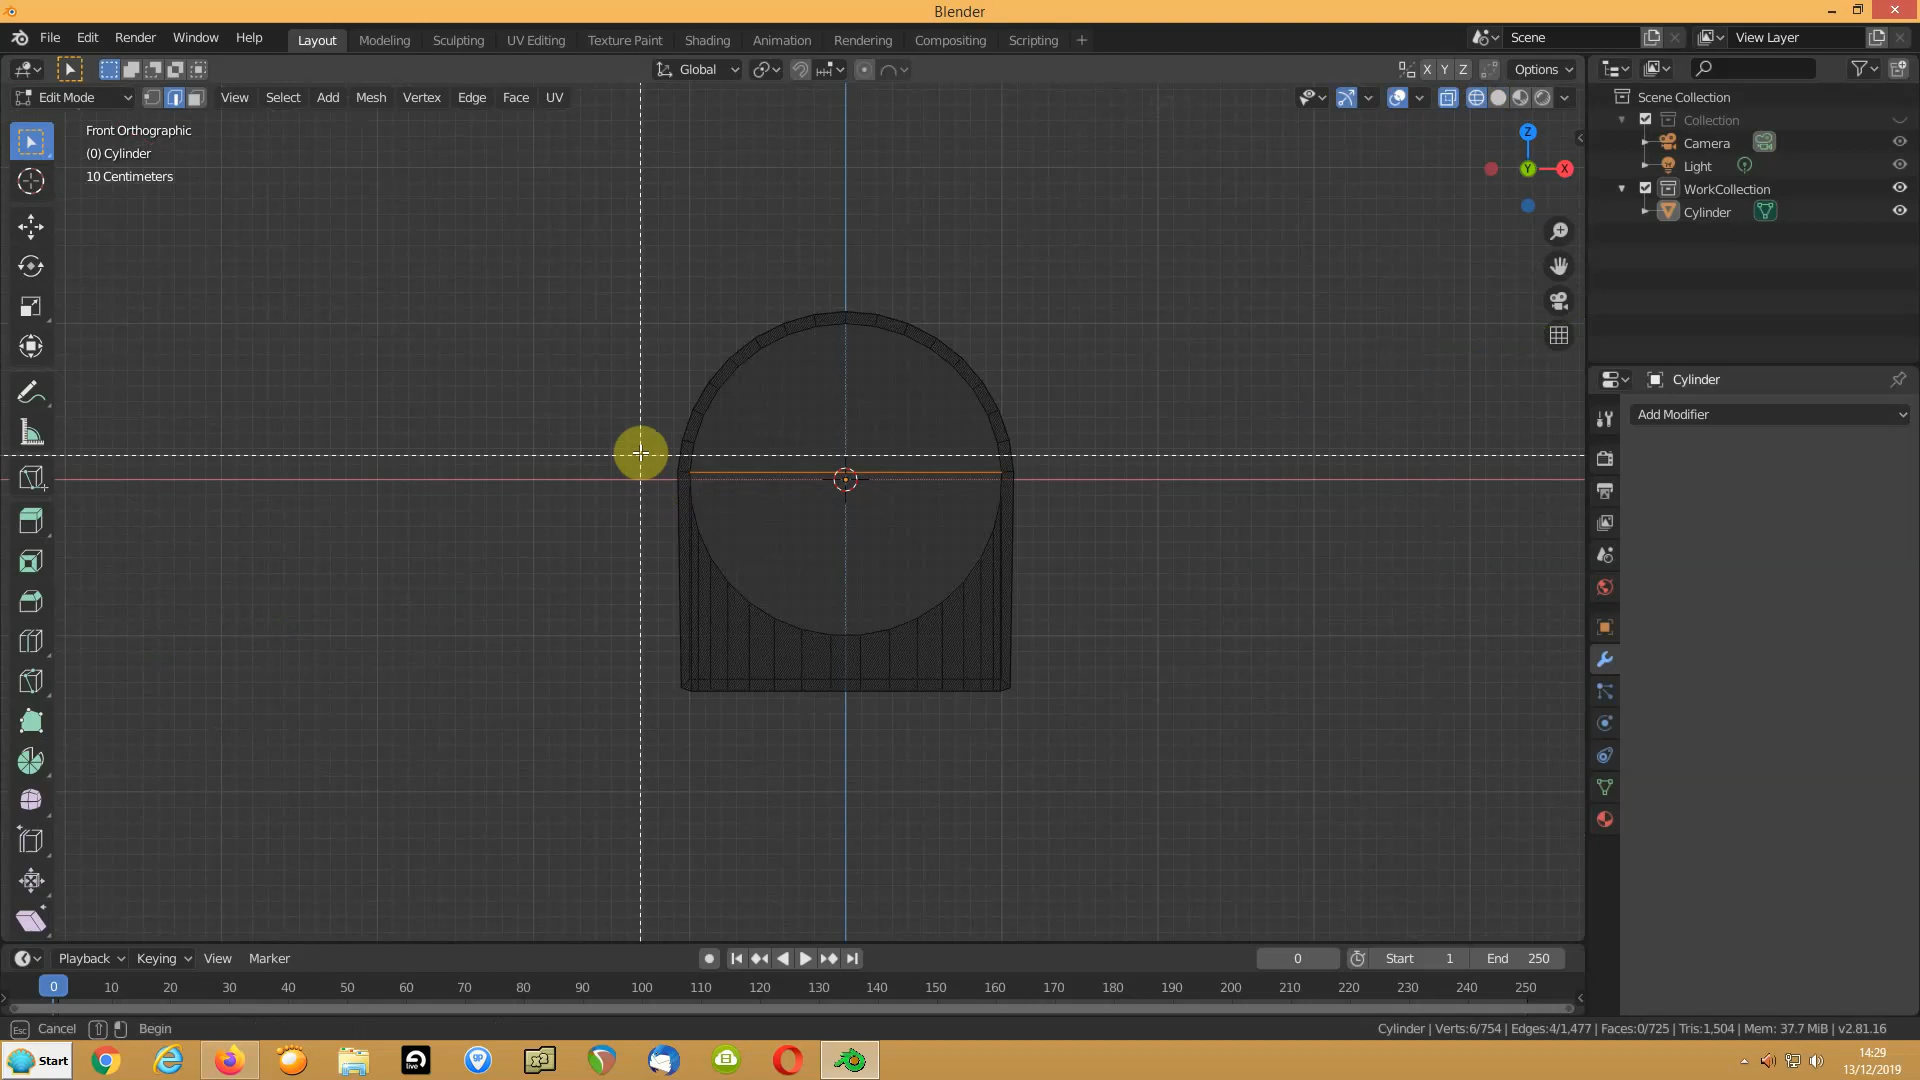 Blender
File Edit Render Window Help Layout Modeling Sculpting UV Editing Texture Paint Shading Animation Rendering Compositing Scripting + Scene View Layer
Global X Y Z Options
Edit Mode View Select Add Mesh Vertex Edge Face UV
Front Orthographic
(0) Cylinder
10 Centimeters
Z
Y
X
Scene Collection
Collection
Camera
Light
WorkCollection
Cylinder
Cylinder
Add Modifier
Playback Keying View Marker 0 Start 1 End 250
0 10 20 30 40 50 60 70 80 90 100 110 120 130 140 150 160 170 180 190 200 210 220 230 240 250
Esc Cancel Begin Cylinder | Verts:6/754 | Edges:4/1,477 | Faces:0/725 | Tris:1,504 | Mem: 37.7 MiB | v2.81.16
Start live gp 14:29
13/12/2019